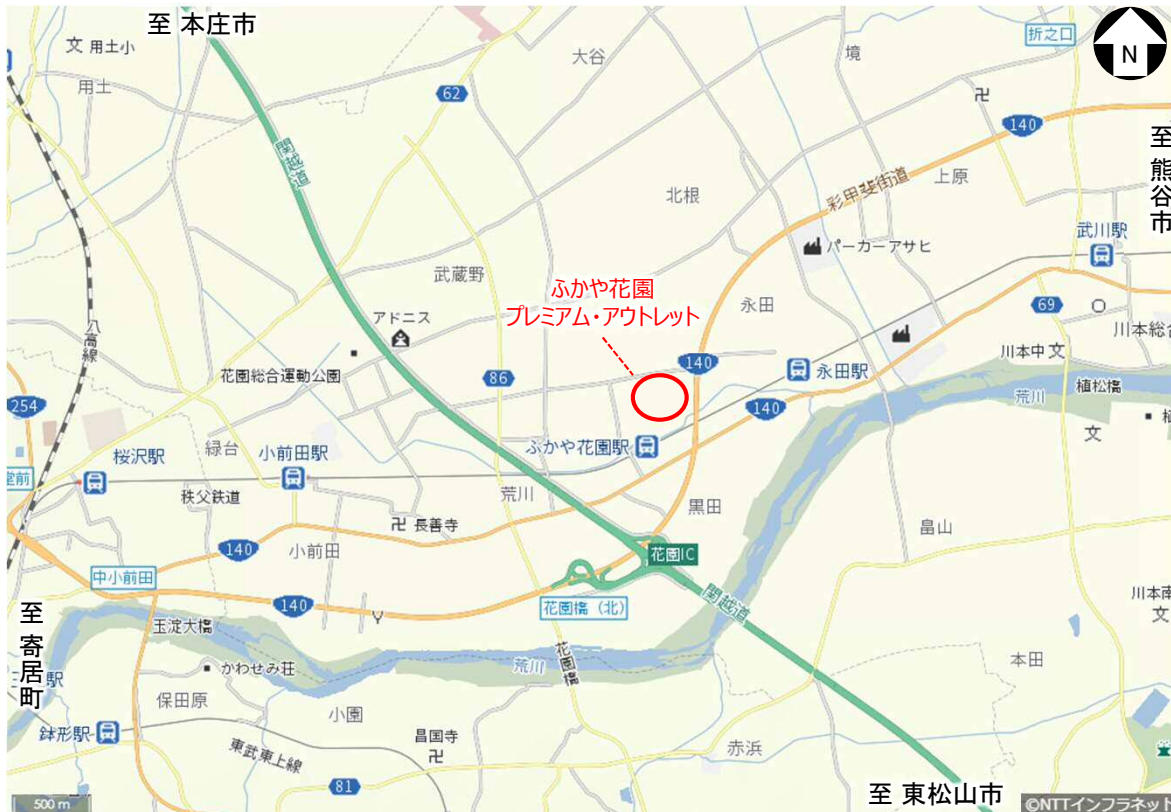 至 本庄市
文 用土小
用土
大谷
境
折之口
N
62
卍
140
至熊谷市
関越道
彩甲斐街道
上原
北根
武川駅
パーカーアサヒ
武蔵野
ふかや花園
プレミアム・アウトレット
永田
69
アドニス
川本総合
八高線
川本中 文
花園総合運動公園
86
140
永田駅
植松橋
254
140
荒川
文
緑台
小前田駅
ふかや花園駅
桜沢駅
堂前
秩父鉄道
荒川
黒田
卍 長善寺
畠山
140
小前田
花園IC
中小前田
140
花園橋（北）
関越道
川本南
文
至寄居町
玉淀大橋
花園橋
荒川
かわせみ荘
本田
保田原
小園
鉢形駅
昌国寺
卍
赤浜
東武東上線
81
至 東松山市
500 m
©NTTインフラネット